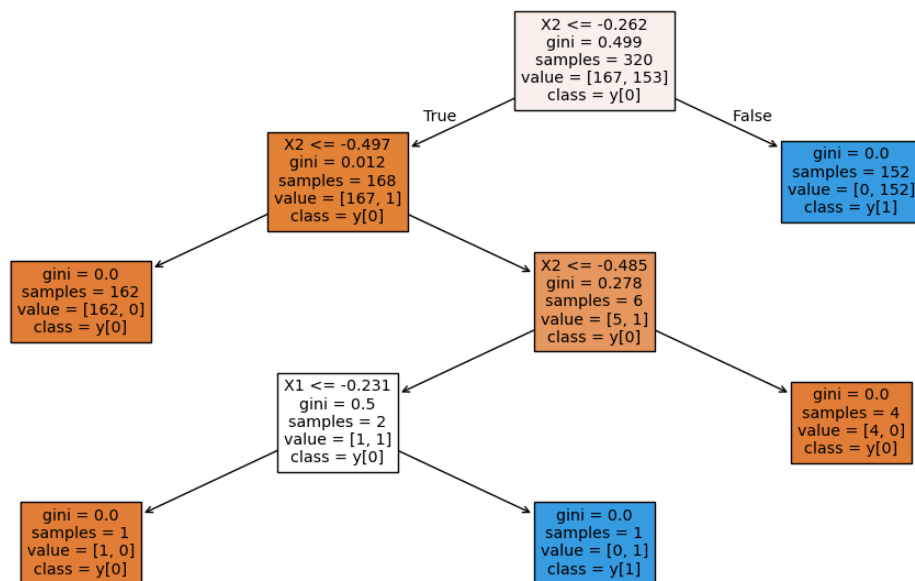 X2 <= -0.262
gini = 0.499
samples = 320
value = [167, 153]
class = y[0]
True
False
X2 <= -0.497
gini = 0.012
samples = 168
value = [167, 1]
class = y[0]
gini = 0.0
samples = 152
value = [0, 152]
class = y[1]
gini = 0.0
samples = 162
value = [162, 0]
class = y[0]
X2 <= -0.485
gini = 0.278
samples = 6
value = [5, 1]
class = y[0]
X1 <= -0.231
gini = 0.5
samples = 2
value = [1, 1]
class = y[0]
gini = 0.0
samples = 4
value = [4, 0]
class = y[0]
gini = 0.0
samples = 1
value = [1, 0]
class = y[0]
gini = 0.0
samples = 1
value = [0, 1]
class = y[1]